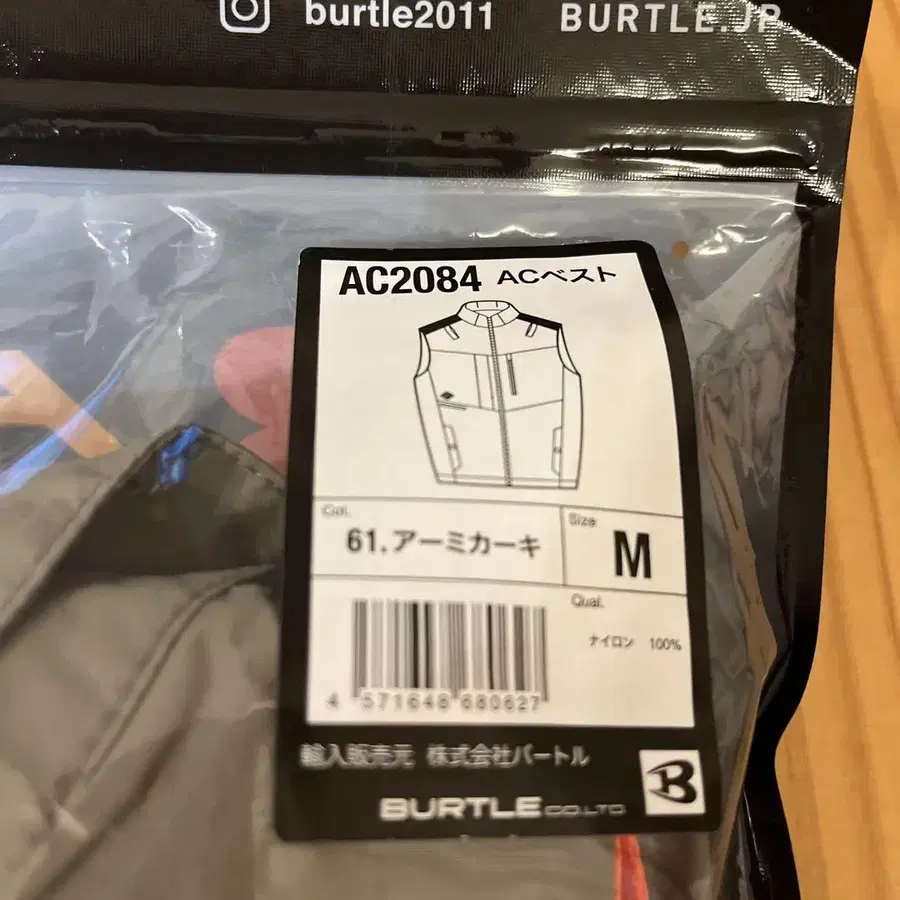 burtle2011 BURTLE.JP
AC2084 ACベスト
Col.
61.アーミカーキ
Size
M
Qual.
ナイロン 100%
4 571648 680627
輸入販売元 株式会社バートル
BURTLE CO.LTD